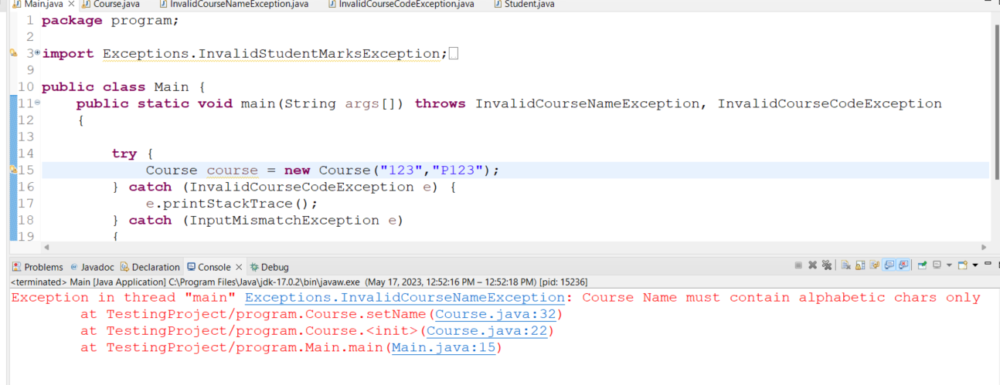 Main.java Course.java InvalidCourseNameException.java InvalidCourseCodeException.java Student.java
1 package program;
2
3 import Exceptions.InvalidStudentMarksException;
9
10 public class Main {
11 public static void main(String args[]) throws InvalidCourseNameException, InvalidCourseCodeException
12 {
13
14 try {
15 Course course = new Course("123","P123");
16 } catch (InvalidCourseCodeException e) {
17 e.printStackTrace();
18 } catch (InputMismatchException e)
19 {
Problems Javadoc Declaration Console Debug
<terminated> Main [Java Application] C:\Program Files\Java\jdk-17.0.2\bin\javaw.exe (May 17, 2023, 12:52:16 PM – 12:52:18 PM) [pid: 15236]
Exception in thread "main" Exceptions.InvalidCourseNameException: Course Name must contain alphabetic chars only
at TestingProject/program.Course.setName(Course.java:32)
at TestingProject/program.Course.<init>(Course.java:22)
at TestingProject/program.Main.main(Main.java:15)